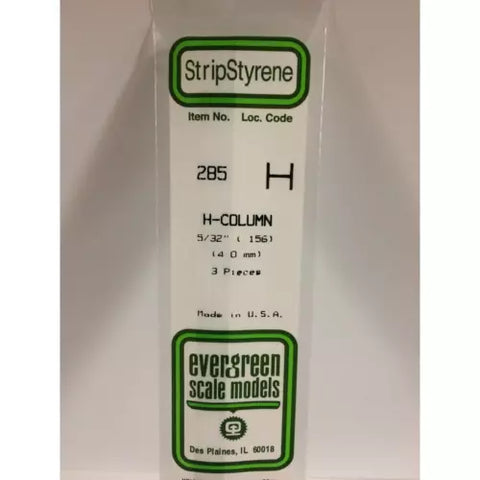 StripStyrene
Item No. Loc. Code
285 H
H-COLUMN
5/32" ( 156)
(4 0 mm)
3 Pieces
Made in U.S.A.
evergreen
scale models
Des Plaines, IL 60018